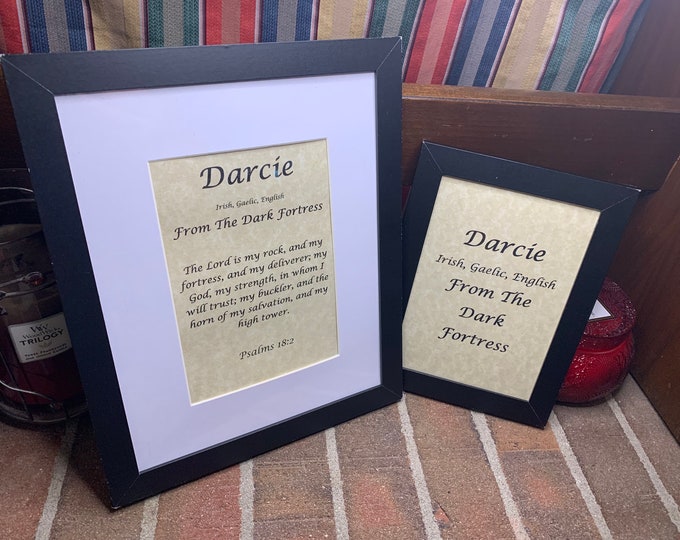 Darcie
Irish, Gaelic, English
From The Dark Fortress
The Lord is my rock, and my
fortress, and my deliverer; my
God, my strength, in whom I
will trust; my buckler, and the
horn of my salvation, and my
high tower.
Psalms 18:2
Darcie
Irish, Gaelic, English
From The
Dark
Fortress
TRILOGY